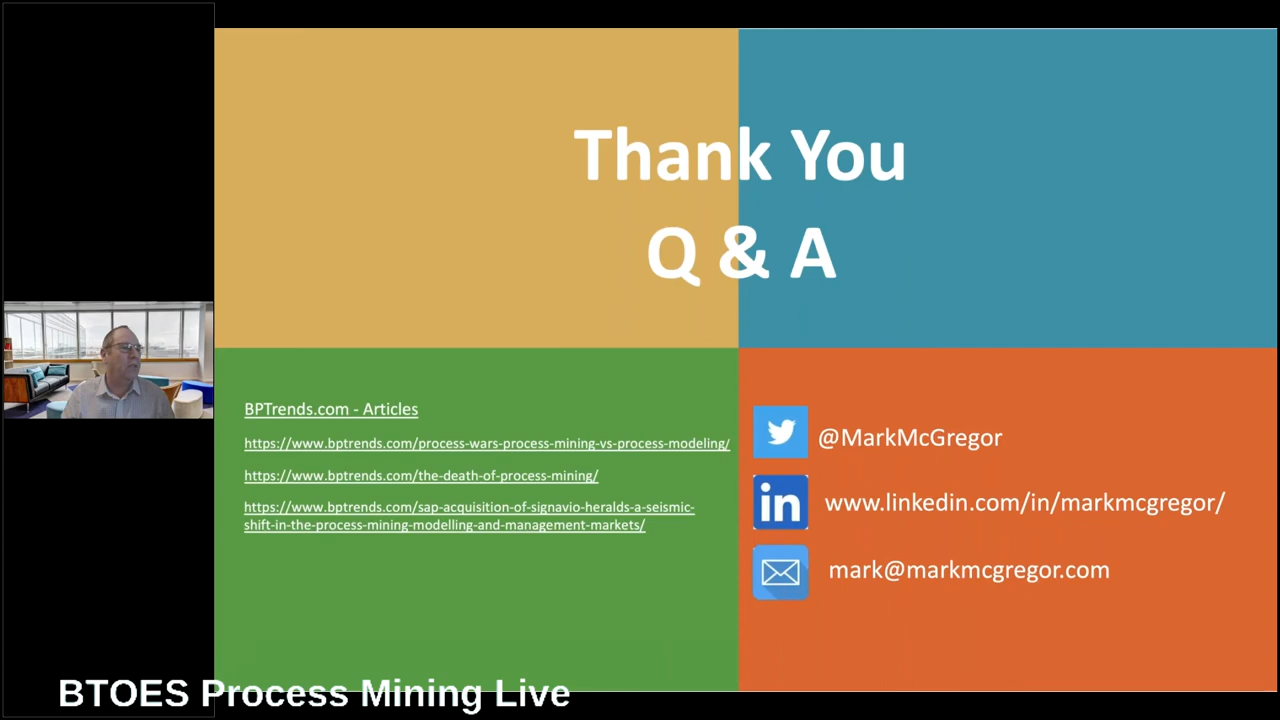 Thank You
Q & A
BPTrends.com - Articles
https://www.bptrends.com/process-wars-process-mining-vs-process-modeling/
https://www.bptrends.com/the-death-of-process-mining/
https://www.bptrends.com/sap-acquisition-of-signavio-heralds-a-seismic-
shift-in-the-process-mining-modelling-and-management-markets/
@MarkMcGregor
in
www.linkedin.com/in/markmcgregor/
mark@markmcgregor.com
BTOES Process Mining Live